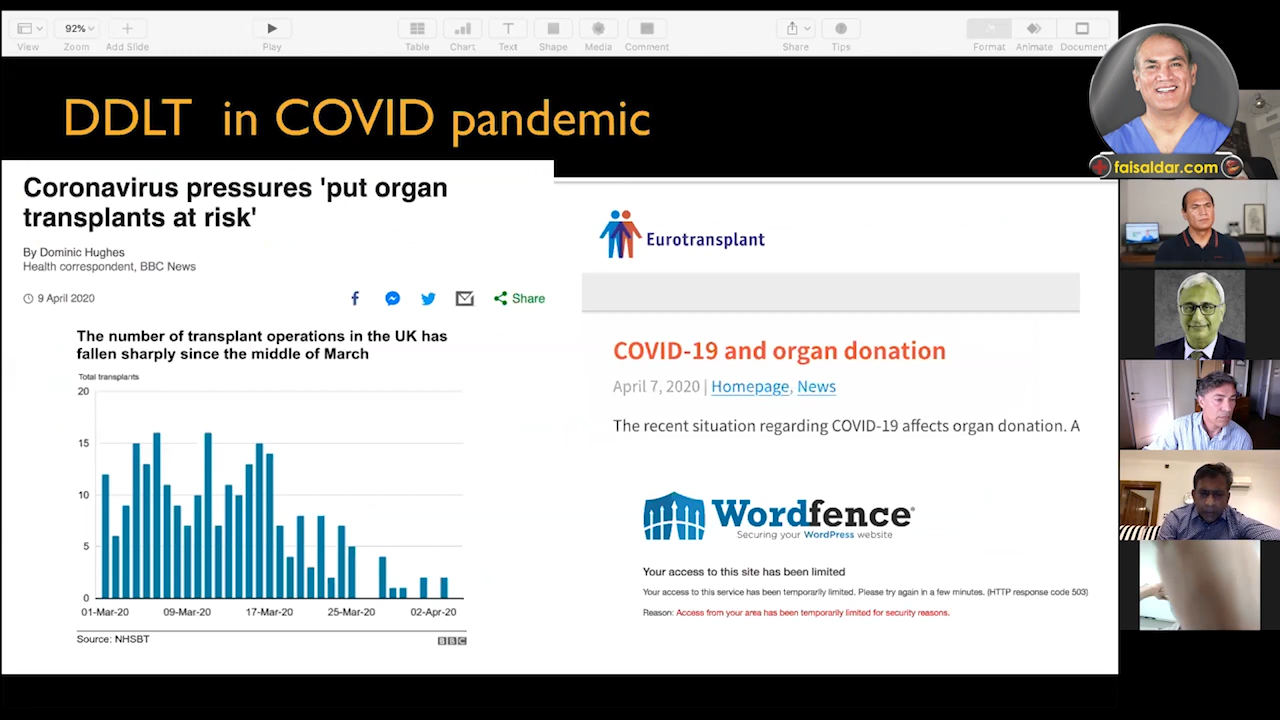 92%
View
Zoom
Add Slide
Play
Table
Chart
Text
Shape
Media
Comment
Share
Tips
Format
Animate
Document
faisaldar.com
DDLT in COVID pandemic
Coronavirus pressures 'put organ
transplants at risk'
By Dominic Hughes
Health correspondent, BBC News
9 April 2020
Share
The number of transplant operations in the UK has
fallen sharply since the middle of March
Total transplants
20
15
10
5
0
01-Mar-20
09-Mar-20
17-Mar-20
25-Mar-20
02-Apr-20
Source: NHSBT
BBC
Eurotransplant
COVID-19 and organ donation
April 7, 2020 | Homepage, News
The recent situation regarding COVID-19 affects organ donation. A
Wordfence®
Securing your WordPress website
Your access to this site has been limited
Your access to this service has been temporarily limited. Please try again in a few minutes. (HTTP response code 503)
Reason: Access from your area has been temporarily limited for security reasons.